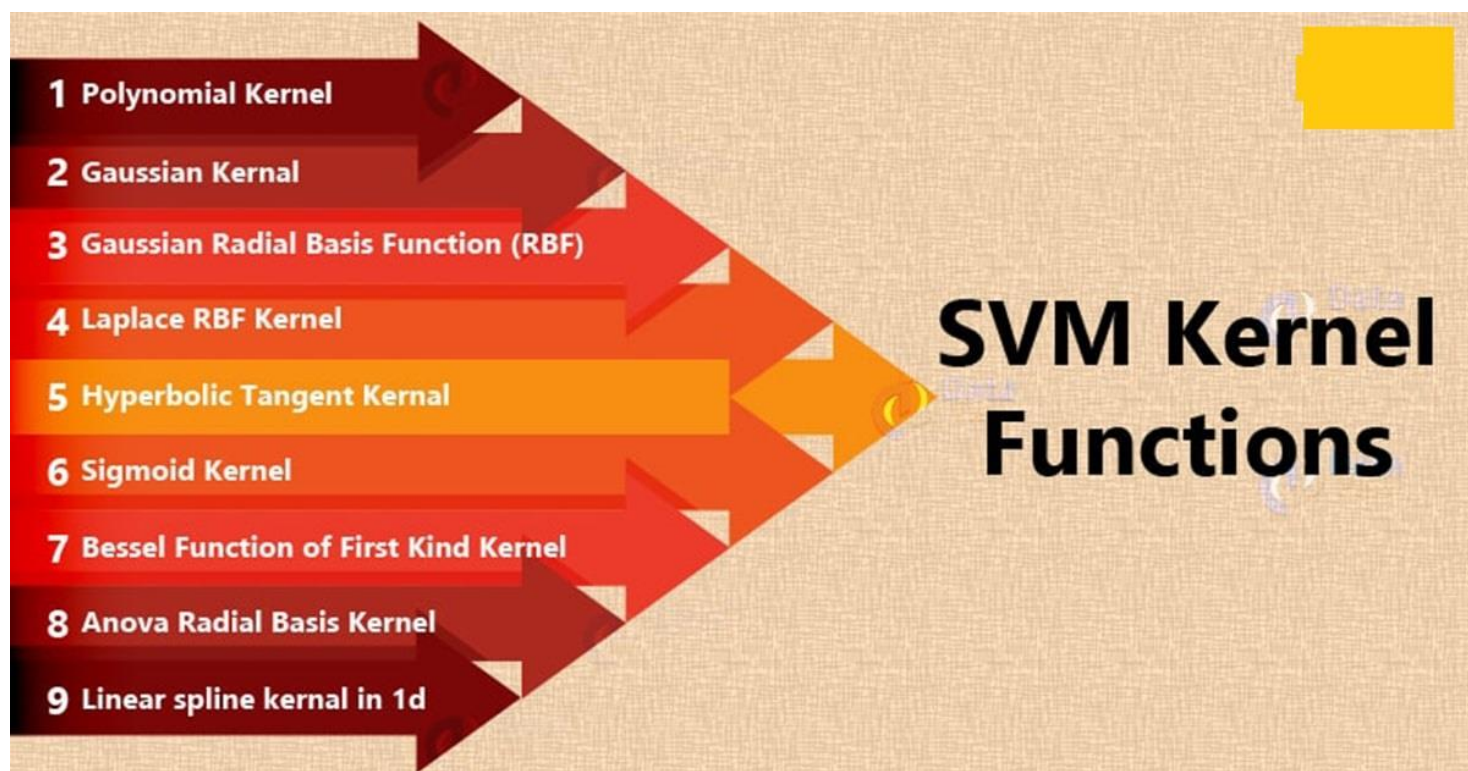 1 Polynomial Kernel
2 Gaussian Kernal
3 Gaussian Radial Basis Function (RBF)
4 Laplace RBF Kernel
5 Hyperbolic Tangent Kernal
6 Sigmoid Kernel
7 Bessel Function of First Kind Kernel
8 Anova Radial Basis Kernel
9 Linear spline kernal in 1d
SVM Kernel
Functions